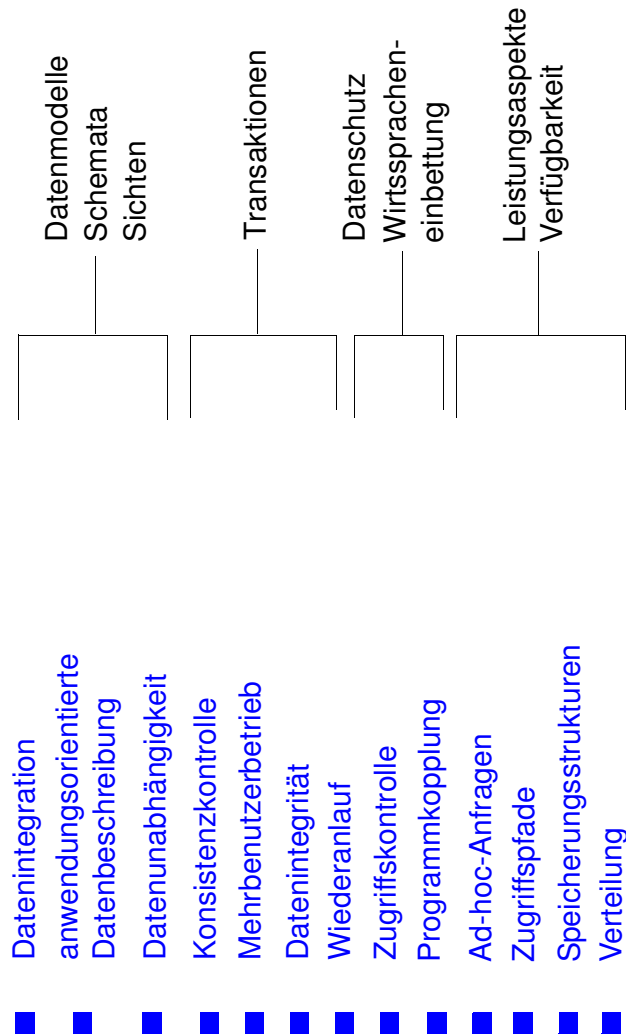 Datenintegration
anwendungsorientierte
Datenbeschreibung
Datenunabhängigkeit
Konsistenzkontrolle
Mehrbenutzerbetrieb
Datenintegrität
Wiederanlauf
Zugriffskontrolle
Programmkopplung
Ad-hoc-Anfragen
Zugriffspfade
Speicherungsstrukturen
Verteilung
Datenmodelle
Schemata
Sichten
Transaktionen
Datenschutz
Wirtssprachen-
einbettung
Leistungsaspekte
Verfügbarkeit